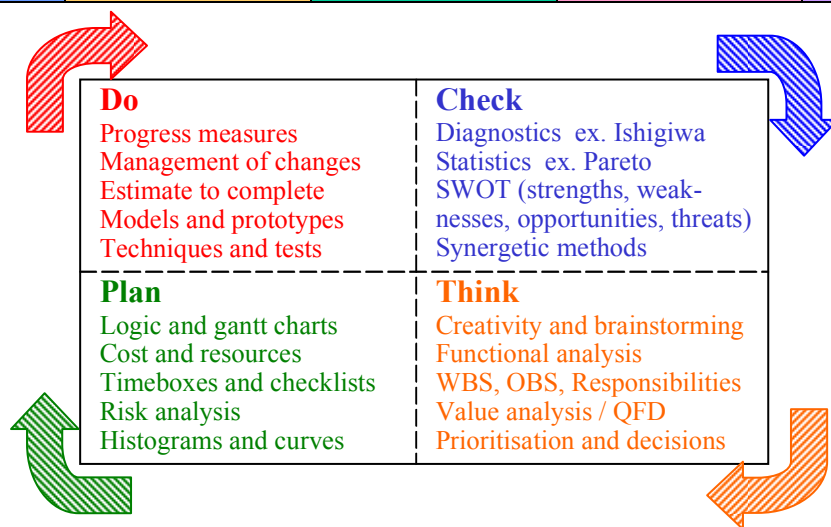 Do
Progress measures
Management of changes
Estimate to complete
Models and prototypes
Techniques and tests
Check
Diagnostics  ex. Ishigiwa
Statistics  ex. Pareto
SWOT (strengths, weak-
nesses, opportunities, threats)
Synergetic methods
Plan
Logic and gantt charts
Cost and resources
Timeboxes and checklists
Risk analysis
Histograms and curves
Think
Creativity and brainstorming
Functional analysis
WBS, OBS, Responsibilities
Value analysis / QFD
Prioritisation and decisions